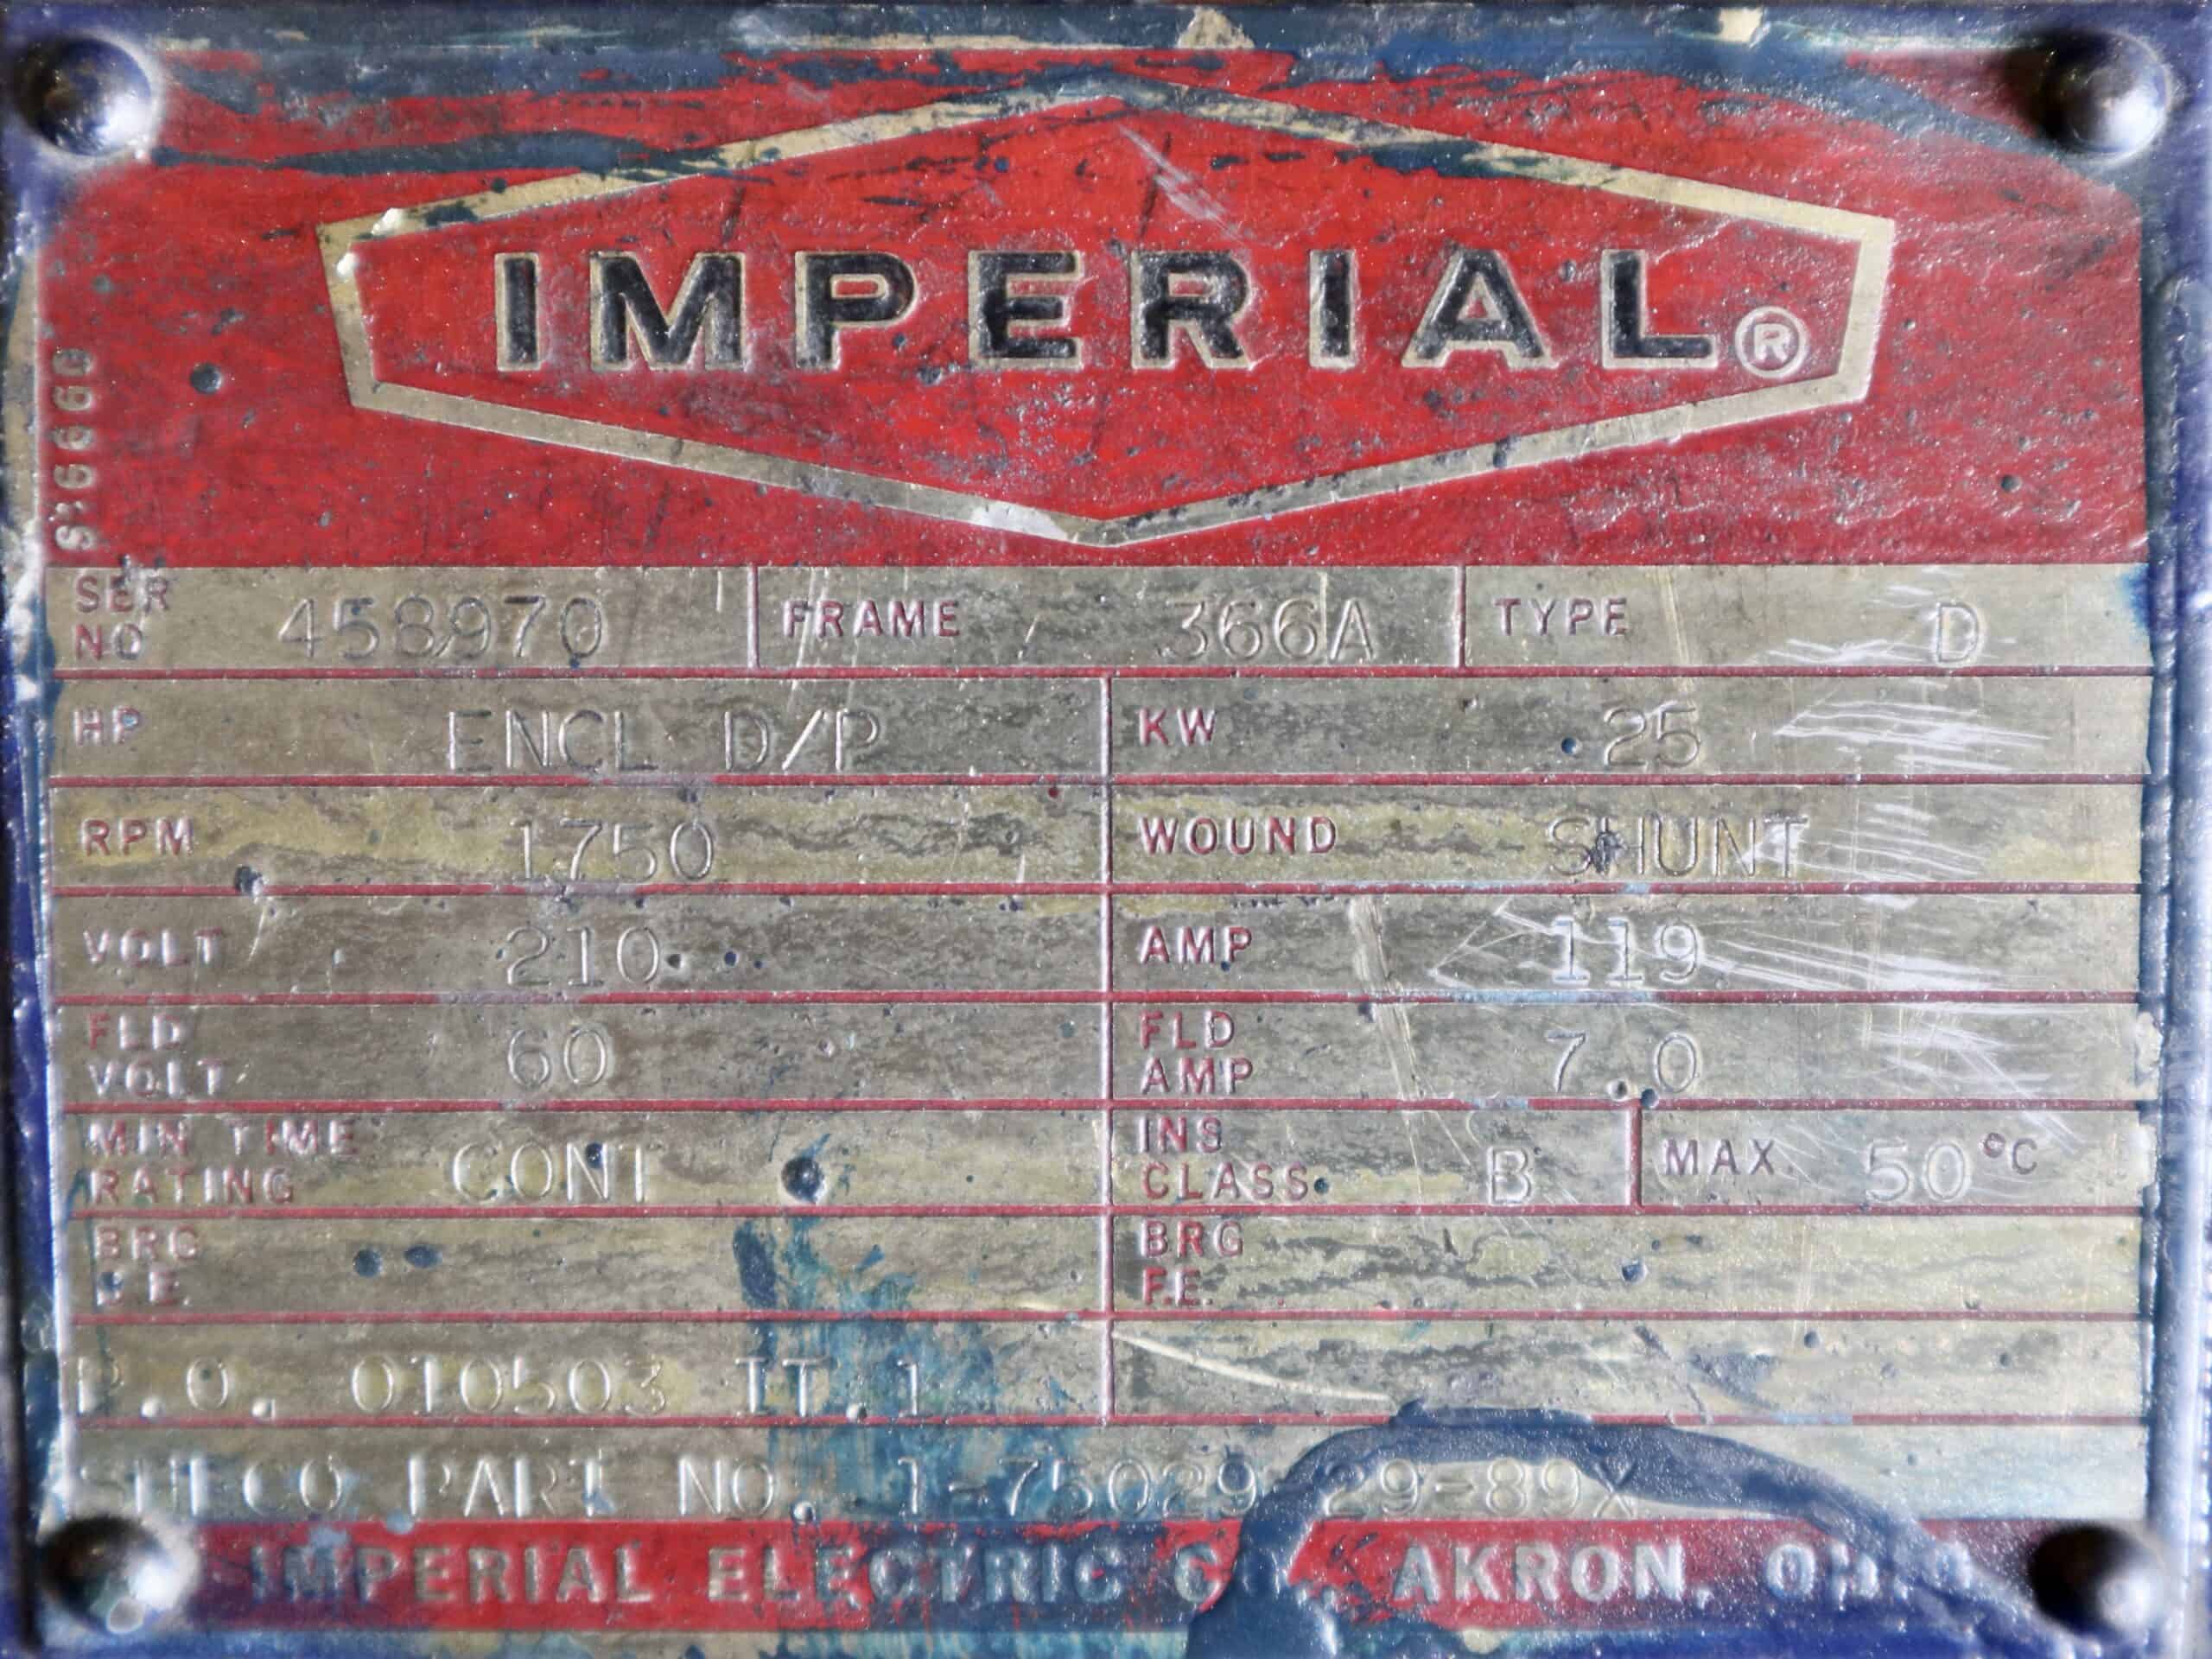 IMPERIAL®
SER NO 458970 FRAME 366A TYPE D
HP ENCL D/P KW 25
RPM 1750 WOUND SHUNT
VOLT 210 AMP 119
FLD VOLT 60 FLD AMP 7.0
MIN TIME RATING CONT INS CLASS B MAX 50°C
BRG BRG F.E.
P.O. 010503 IT.1
PART NO. 1-75029 29-89X
IMPERIAL ELECTRIC AKRON,